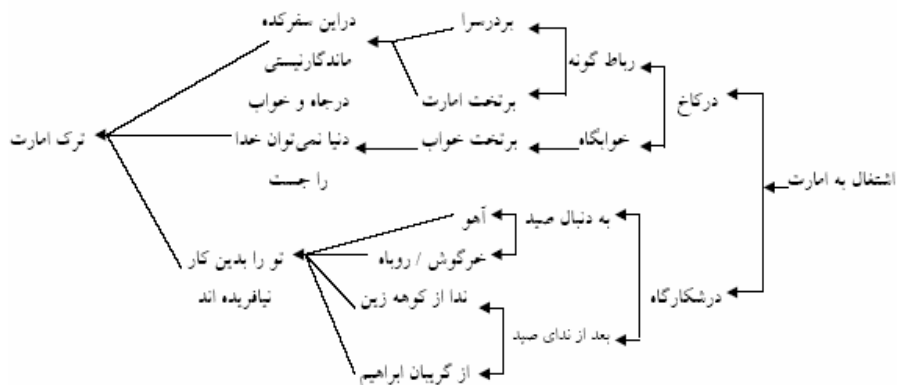 اشتغال به امارت
درکاخ
درشکارگاه
رباط گونه
خوابگاه
به دنبال صید
بعد از ندای صید
بردرسرا
برتخت امارت
برتخت خواب
آهو
خرگوش / روباه
ندا از کوهه زین
از گریبان ابراهیم
دراین سفرکده
ماندگارنیستی
درجاه و خواب
دنیا نمی‌توان خدا
را جست
تو را بدین کار
نیافریده اند
ترک امارت